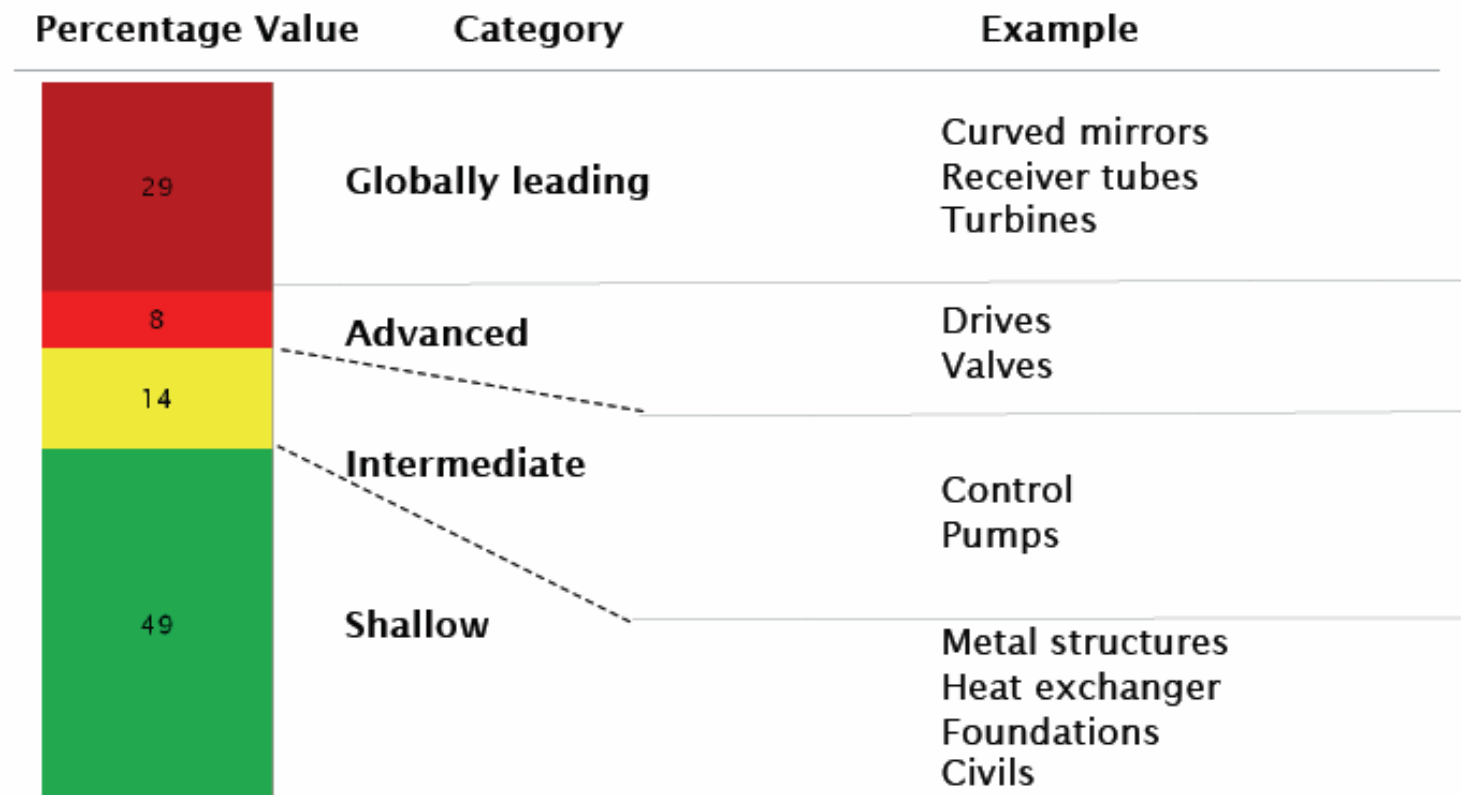 Percentage Value Category Example
29 Globally leading
Curved mirrors
Receiver tubes
Turbines
8 Advanced
Drives
Valves
14 Intermediate
Control
Pumps
49 Shallow
Metal structures
Heat exchanger
Foundations
Civils